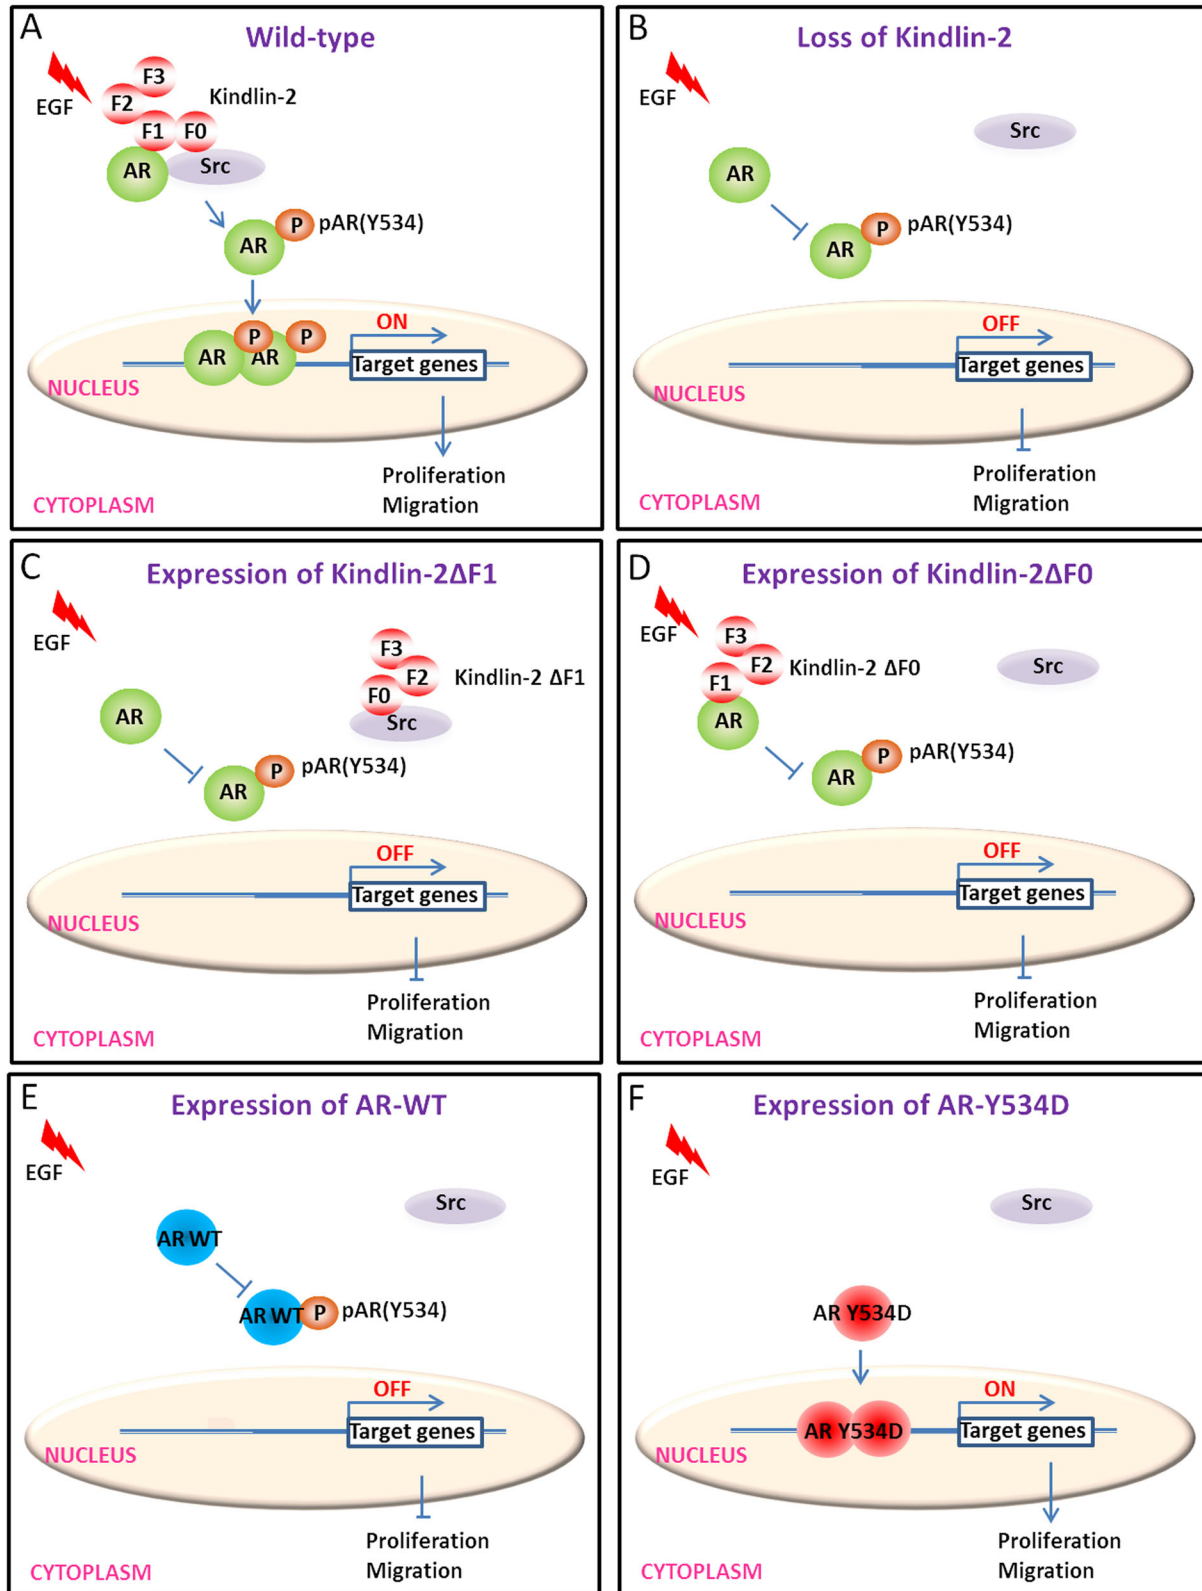 A
Wild-type
EGF
F3
F2
F1
F0
Kindlin-2
AR
Src
AR
P
pAR(Y534)
P
P
AR
AR
ON
Target genes
NUCLEUS
Proliferation
Migration
CYTOPLASM
B
Loss of Kindlin-2
EGF
Src
AR
AR
P
pAR(Y534)
OFF
Target genes
NUCLEUS
Proliferation
Migration
CYTOPLASM
C
Expression of Kindlin-2ΔF1
EGF
F3
F2
F0
Kindlin-2 ΔF1
Src
AR
AR
P
pAR(Y534)
OFF
Target genes
NUCLEUS
Proliferation
Migration
CYTOPLASM
D
Expression of Kindlin-2ΔF0
EGF
F3
F2
F1
Kindlin-2 ΔF0
Src
AR
AR
P
pAR(Y534)
OFF
Target genes
NUCLEUS
Proliferation
Migration
CYTOPLASM
E
Expression of AR-WT
EGF
Src
AR WT
AR WT
P
pAR(Y534)
OFF
Target genes
NUCLEUS
Proliferation
Migration
CYTOPLASM
F
Expression of AR-Y534D
EGF
Src
AR Y534D
ON
AR Y534D
Target genes
NUCLEUS
Proliferation
Migration
CYTOPLASM